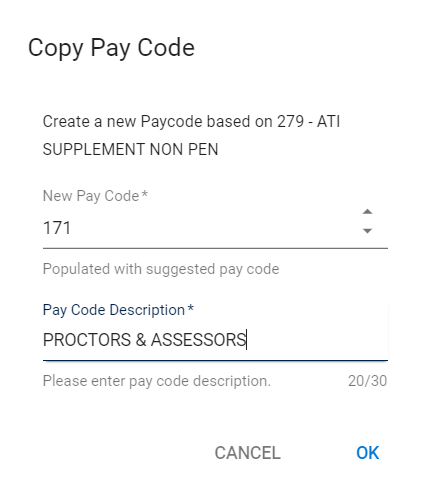 Copy Pay Code
Create a new Paycode based on 279 - ATI
SUPPLEMENT NON PEN
New Pay Code*
171
Populated with suggested pay code
Pay Code Description*
PROCTORS & ASSESSORS
Please enter pay code description. 20/30
CANCEL OK